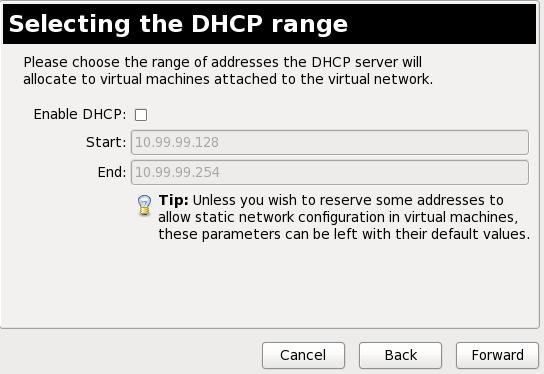 Selecting the DHCP range
Please choose the range of addresses the DHCP server will
allocate to virtual machines attached to the virtual network.
Enable DHCP:
Start: 10.99.99.128
End: 10.99.99.254
Tip: Unless you wish to reserve some addresses to
allow static network configuration in virtual machines,
these parameters can be left with their default values.
Cancel Back Forward